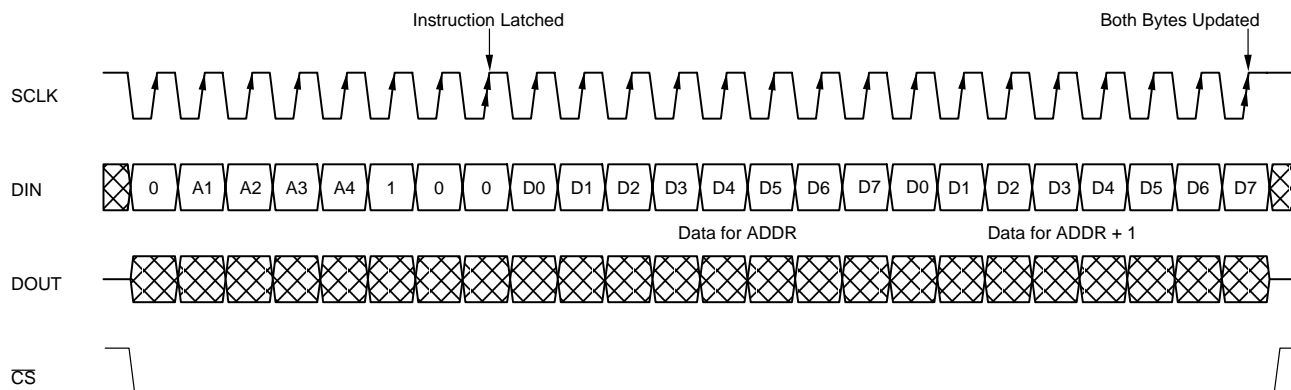 Instruction Latched Both Bytes Updated
SCLK
DIN 0 A1 A2 A3 A4 1 0 0 D0 D1 D2 D3 D4 D5 D6 D7 D0 D1 D2 D3 D4 D5 D6 D7
Data for ADDR Data for ADDR + 1
DOUT
CS